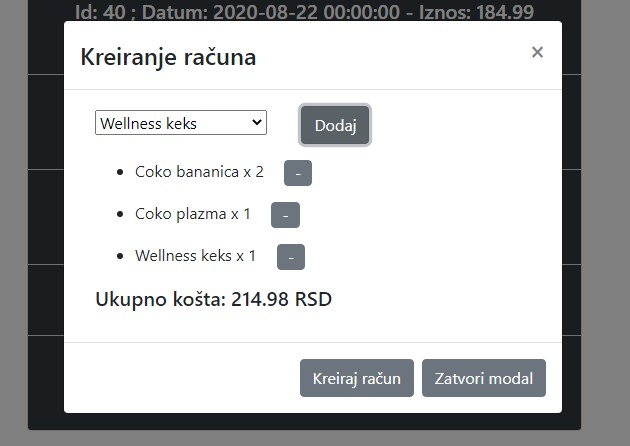 Id: 40 ; Datum: 2020-08-22 00:00:00 - Iznos: 184.99
Kreiranje računa ×
Wellness keks Dodaj
Coko bananica x 2 -
Coko plazma x 1 -
Wellness keks x 1 -
Ukupno košta: 214.98 RSD
Kreiraj račun Zatvori modal